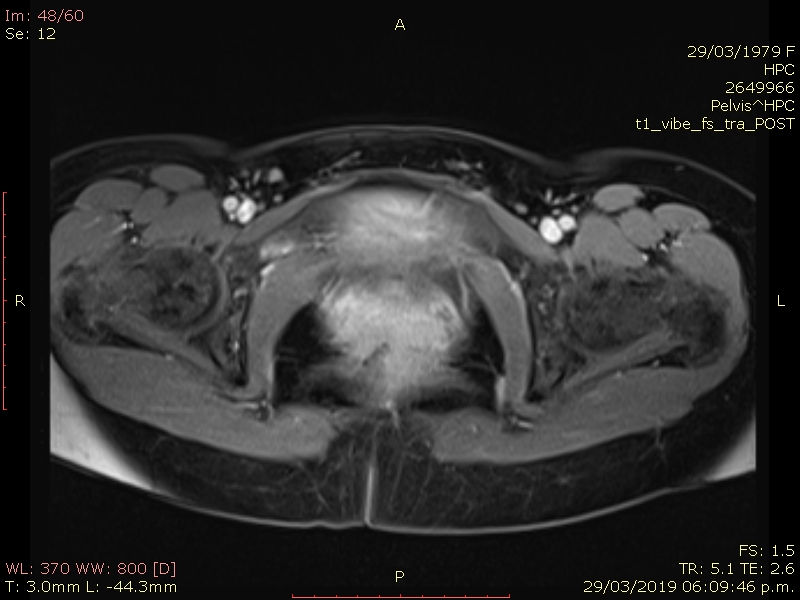 Im: 48/60
Se: 12
A
29/03/1979 F
HPC
2649966
Pelvis^HPC
t1_vibe_fs_tra_POST
R
L
WL: 370 WW: 800 [D]
T: 3.0mm L: -44.3mm
P
FS: 1.5
TR: 5.1 TE: 2.6
29/03/2019 06:09:46 p.m.